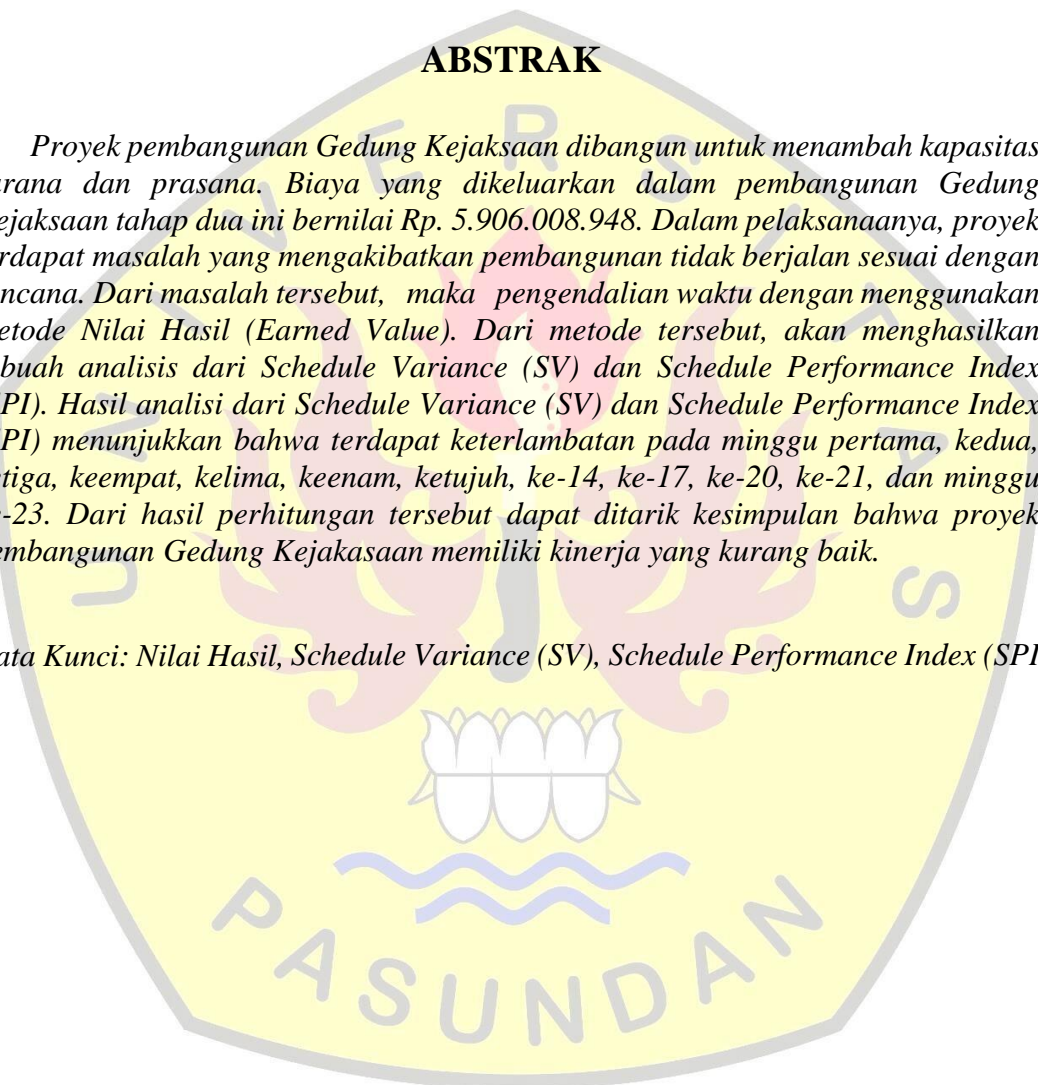 ABSTRAK
Proyek pembangunan Gedung Kejaksaan dibangun untuk menambah kapasitas
arana dan prasana. Biaya yang dikeluarkan dalam pembangunan Gedung
ejaksaan tahap dua ini bernilai Rp. 5.906.008.948. Dalam pelaksanaanya, proyek
rdapat masalah yang mengakibatkan pembangunan tidak berjalan sesuai dengan
ncana. Dari masalah tersebut, maka pengendalian waktu dengan menggunakan
etode Nilai Hasil (Earned Value). Dari metode tersebut, akan menghasilkan
buah analisis dari Schedule Variance (SV) dan Schedule Performance Index
PI). Hasil analisi dari Schedule Variance (SV) dan Schedule Performance Index
PI) menunjukkan bahwa terdapat keterlambatan pada minggu pertama, kedua,
tiga, keempat, kelima, keenam, ketujuh, ke-14, ke-17, ke-20, ke-21, dan minggu
-23. Dari hasil perhitungan tersebut dapat ditarik kesimpulan bahwa proyek
embangunan Gedung Kejakasaan memiliki kinerja yang kurang baik.
ata Kunci: Nilai Hasil, Schedule Variance (SV), Schedule Performance Index (SPI
UNIVERSITAS
PASUNDAN